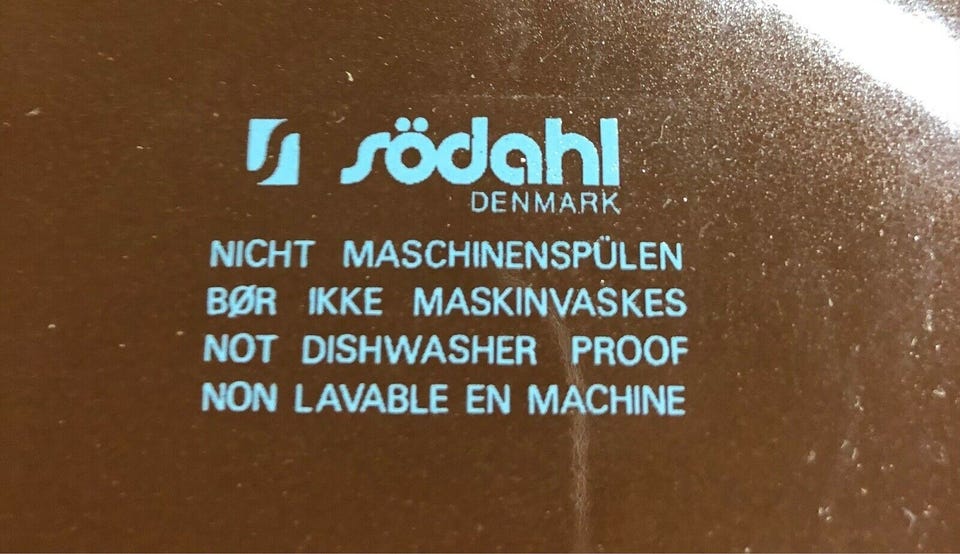 södahl
DENMARK
NICHT MASCHINENSPÜLEN
BØR IKKE MASKINVASKES
NOT DISHWASHER PROOF
NON LAVABLE EN MACHINE